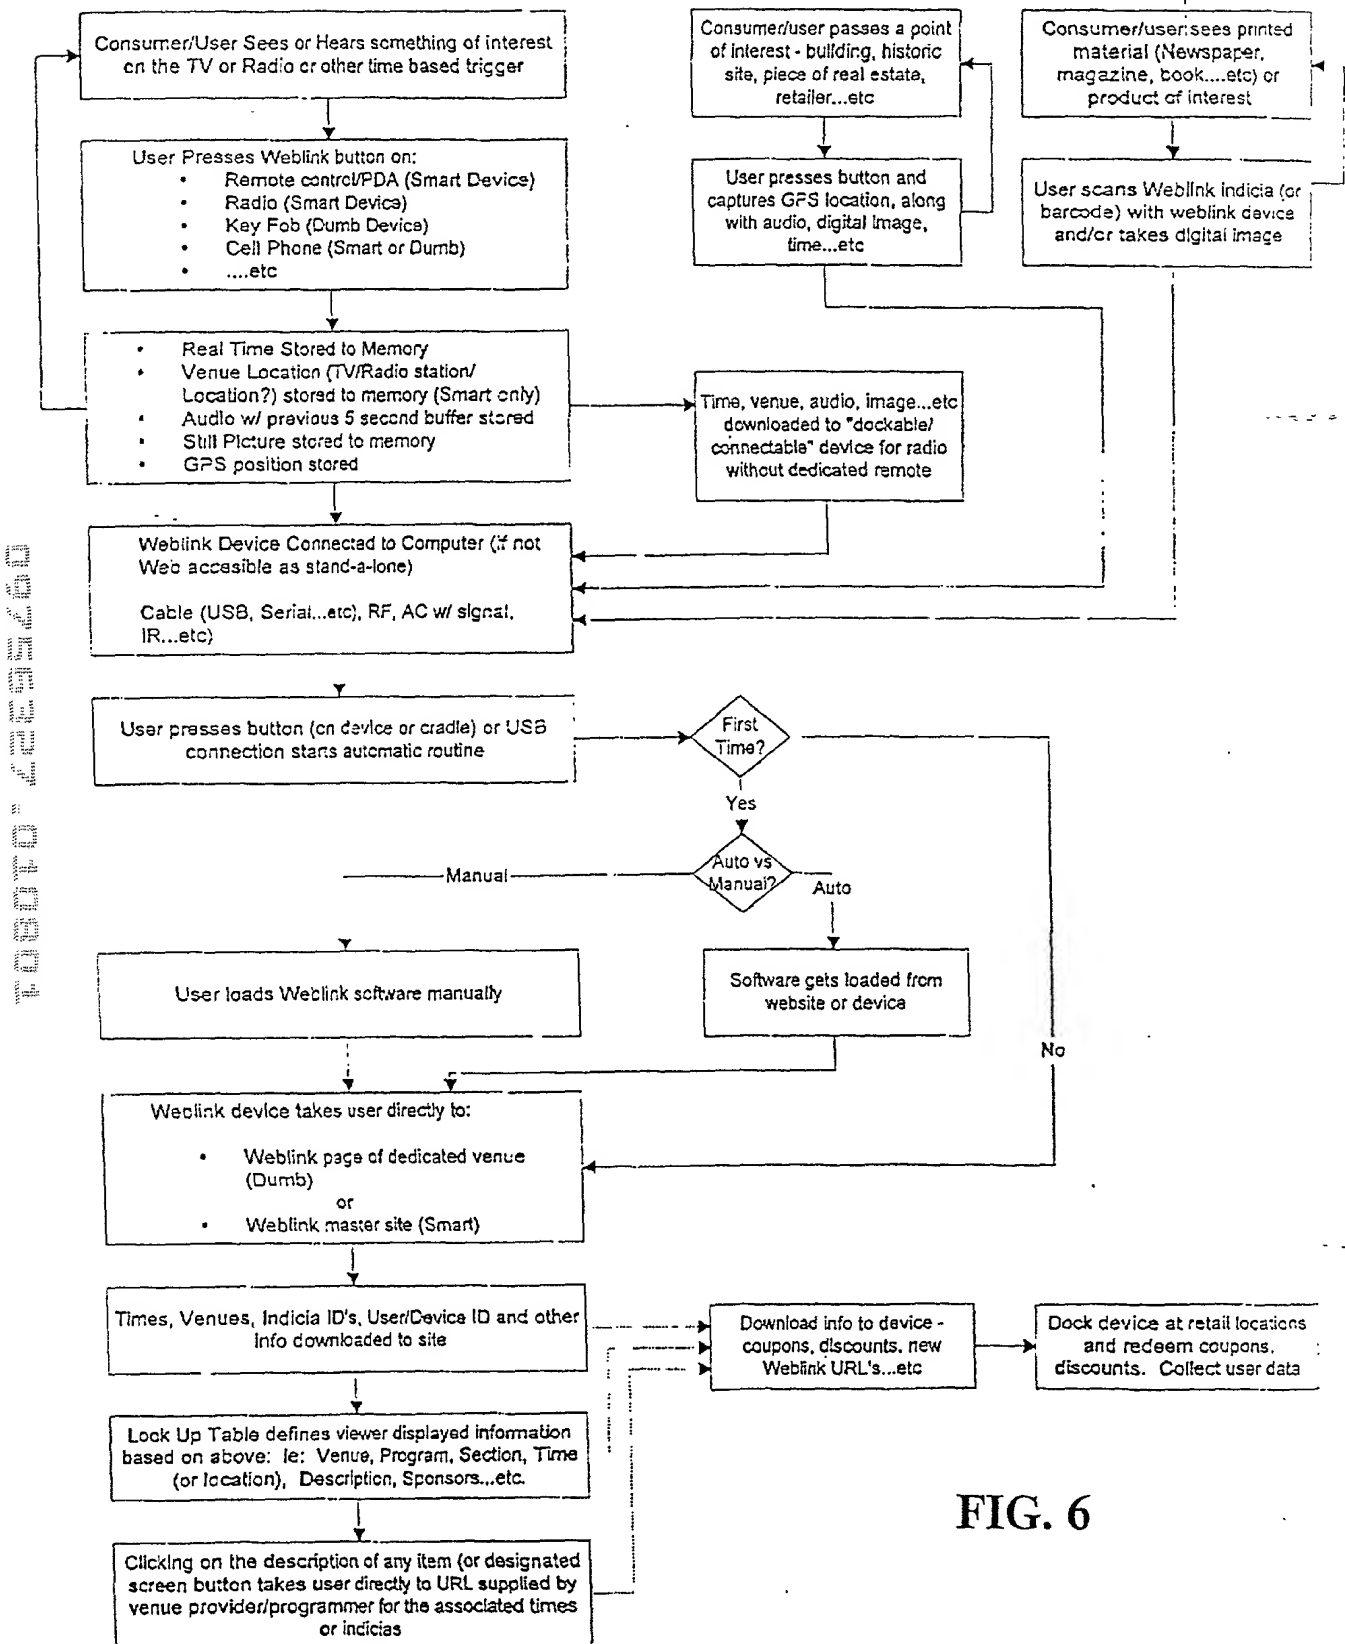 Consumer/User Sees or Hears something of interest
on the TV or Radio or other time based trigger
Consumer/user passes a point
of interest - building, historic
site, piece of real estate,
retailer...etc
Consumer/user sees printed
material (Newspaper,
magazine, book....etc) or
product of interest
User Presses Weblink button on:
• Remote control/PDA (Smart Device)
• Radio (Smart Device)
• Key Fob (Dumb Device)
• Cell Phone (Smart or Dumb)
• ....etc
User presses button and
captures GPS location, along
with audio, digital image,
time...etc
User scans Weblink indicia (or
barcode) with weblink device
and/or takes digital image
• Real Time Stored to Memory
• Venue Location (TV/Radio station/
Location?) stored to memory (Smart only)
• Audio w/ previous 5 second buffer stored
• Still Picture stored to memory
• GPS position stored
Time, venue, audio, image...etc
downloaded to "dockable/
connectable" device for radio
without dedicated remote
Weblink Device Connected to Computer (if not
Web accesible as stand-a-lone)
Cable (USB, Serial...etc), RF, AC w/ signal,
IR...etc)
User presses button (on device or cradle) or USB
connection starts automatic routine
First
Time?
Yes
Auto vs
Manual?
Manual
Auto
User loads Weblink software manually
Software gets loaded from
website or device
No
Weblink device takes user directly to:
• Weblink page of dedicated venue
(Dumb)
or
• Weblink master site (Smart)
Times, Venues, Indicia ID's, User/Device ID and other
Info downloaded to site
Download info to device -
coupons, discounts, new
Weblink URL's...etc
Dock device at retail locations
and redeem coupons,
discounts. Collect user data
Look Up Table defines viewer displayed information
based on above: ie: Venue, Program, Section, Time
(or location), Description, Sponsors...etc.
Clicking on the description of any item (or designated
screen button takes user directly to URL supplied by
venue provider/programmer for the associated times
or indicias
FIG. 6
09756327.010801